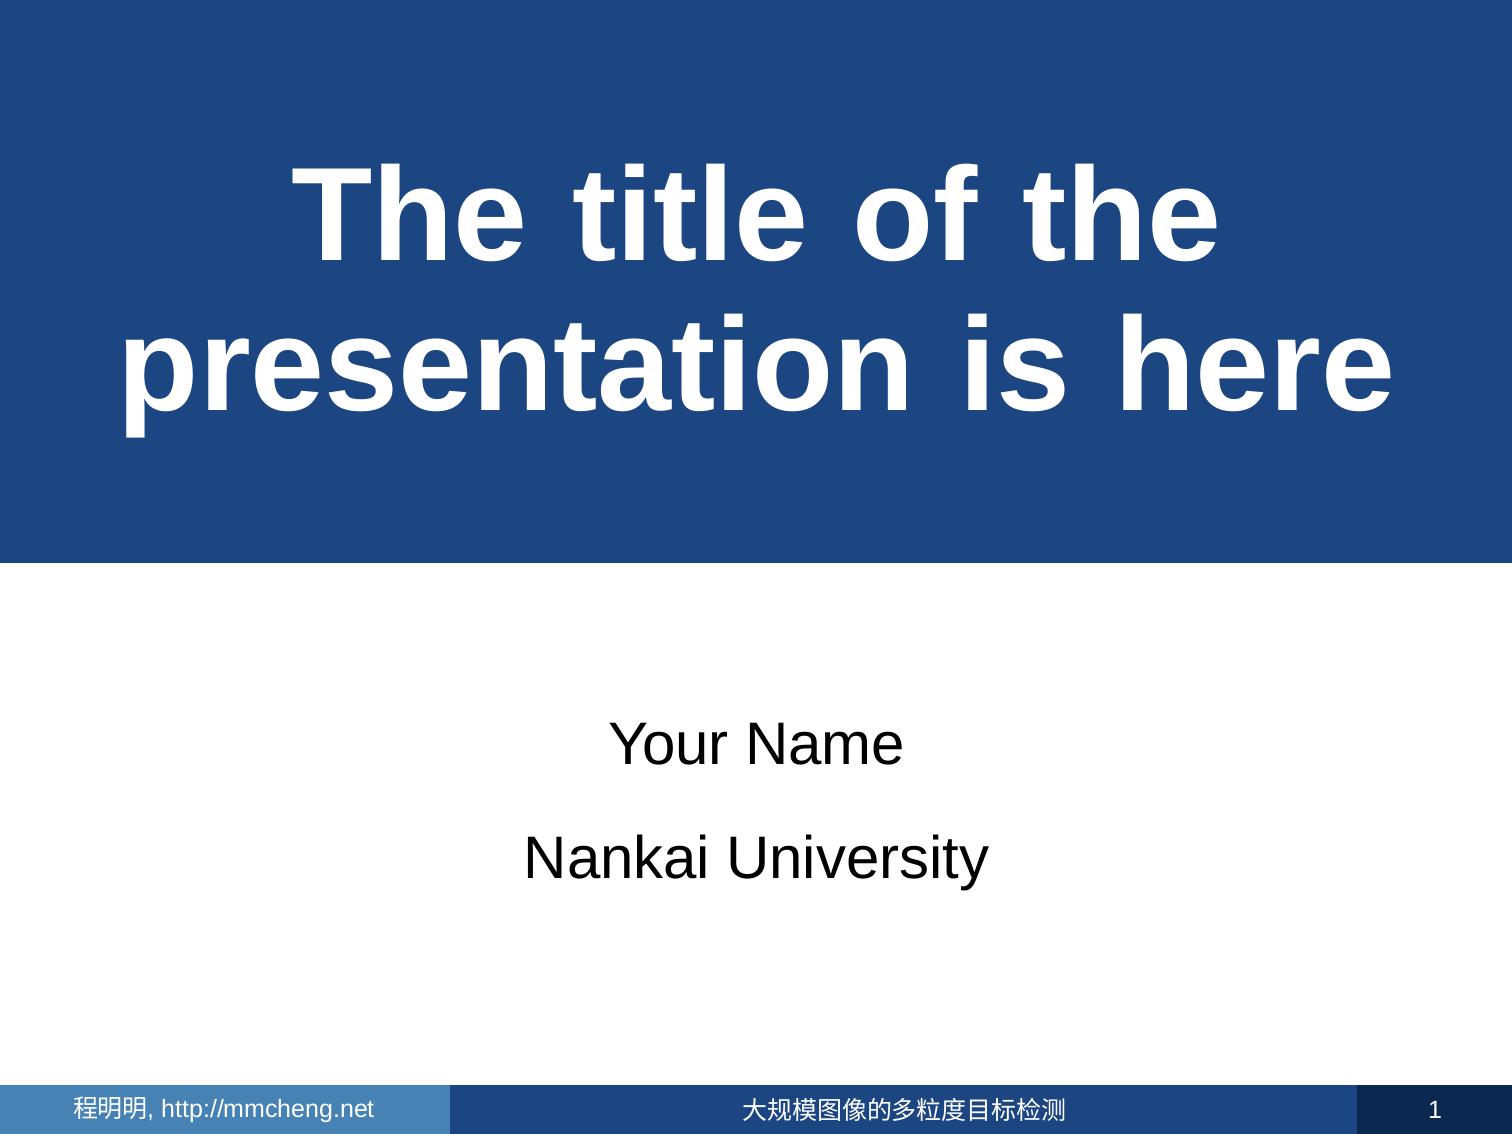 The title of the
presentation is here
Your Name
Nankai University
程明明, http://mmcheng.net
大规模图像的多粒度目标检测
1